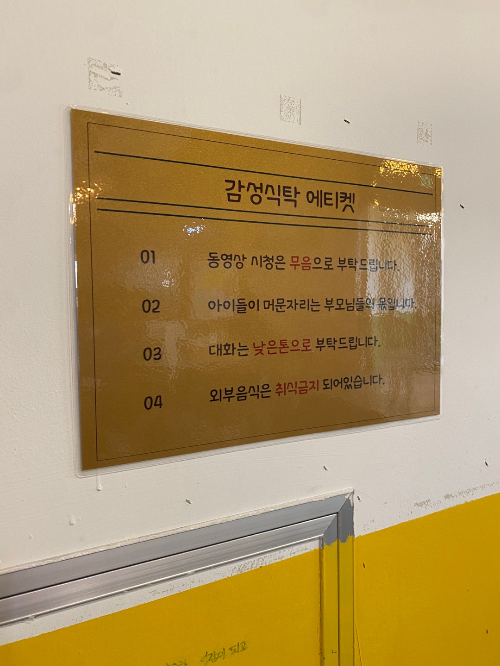 감성식탁 에티켓
01 동영상 시청은 무음으로 부탁드립니다.
02 아이들이 머문자리는 부모님들의 몫입니다.
03 대화는 낮은톤으로 부탁드립니다.
04 외부음식은 취식금지 되어있습니다.